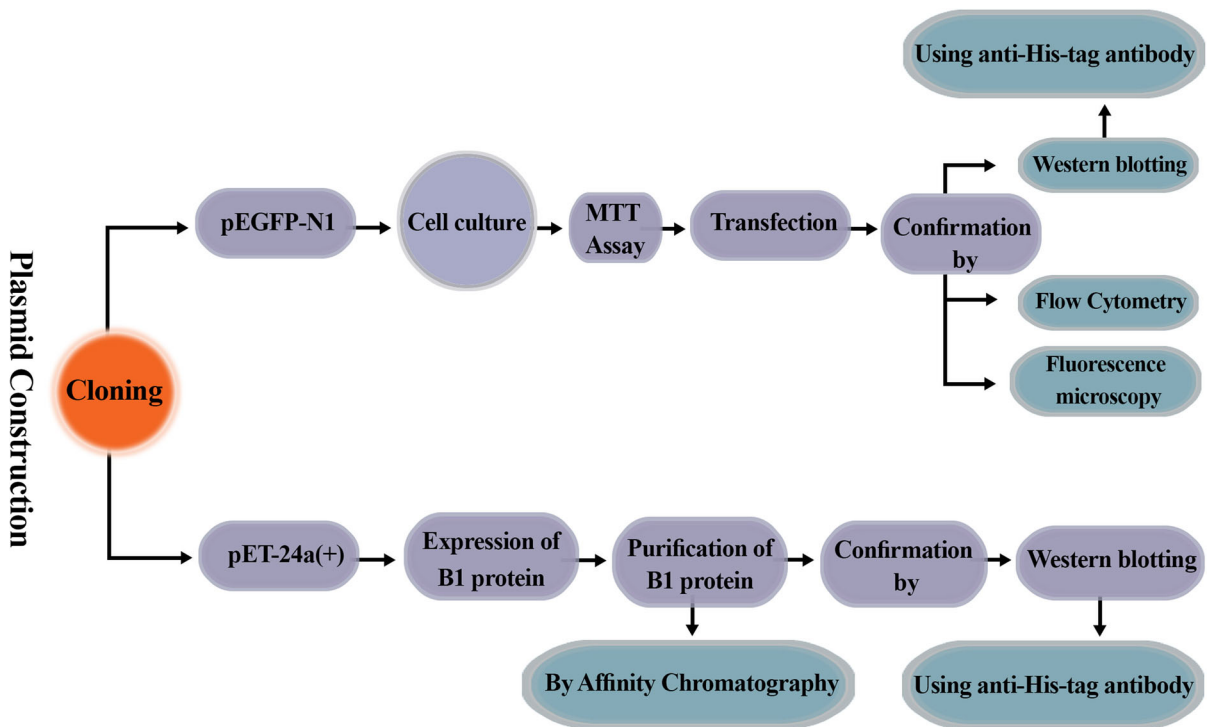 Plasmid Construction
Cloning
pEGFP-N1
Cell culture
MTT
Assay
Transfection
Confirmation
by
Western blotting
Using anti-His-tag antibody
Flow Cytometry
Fluorescence
microscopy
pET-24a(+)
Expression of
B1 protein
Purification of
B1 protein
By Affinity Chromatography
Confirmation
by
Western blotting
Using anti-His-tag antibody